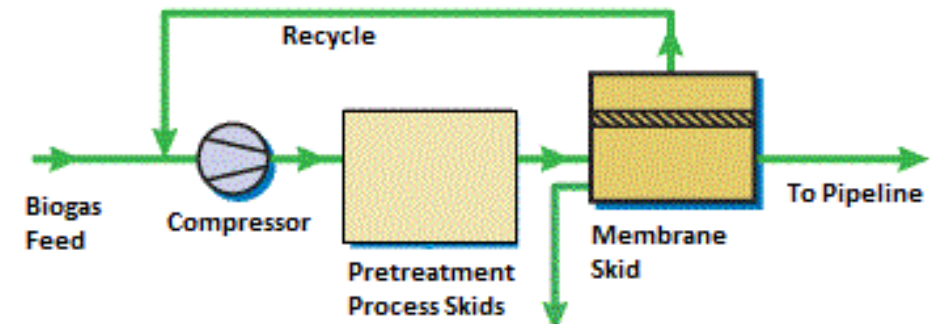 Recycle
Biogas
Feed
Compressor
Pretreatment
Process Skids
Membrane
Skid
To Pipeline